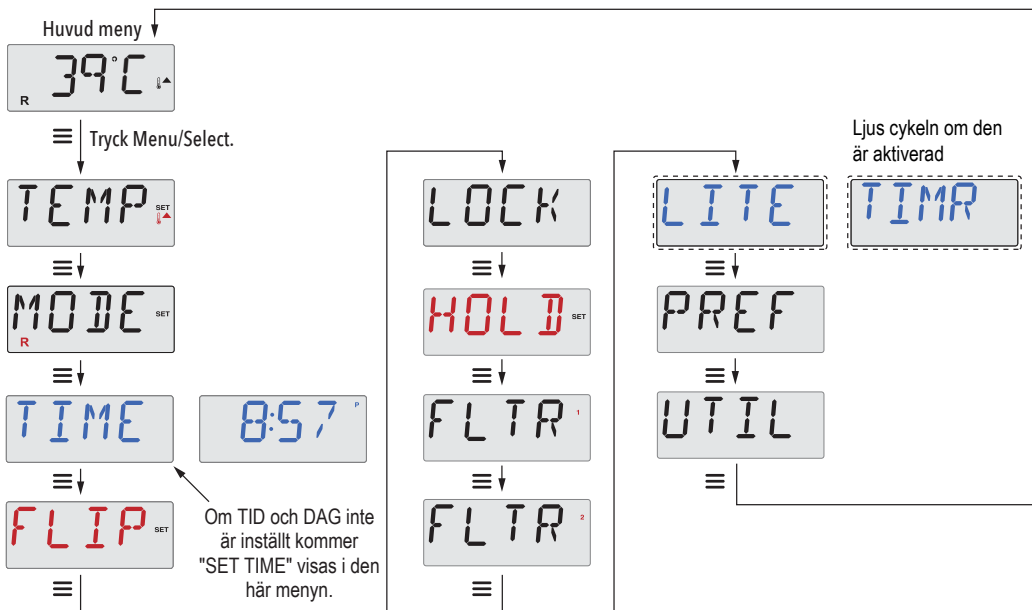 Huvud meny
39°C
R
Tryck Menu/Select.
TEMP SET
MODE SET
R
TIME
8:57 P
FLIP SET
Om TID och DAG inte
är inställt kommer
"SET TIME" visas i den
här menyn.
LOCK
HOLD SET
FLTR 1
FLTR 2
Ljus cykeln om den
är aktiverad
LITE
TIMR
PREF
UTIL